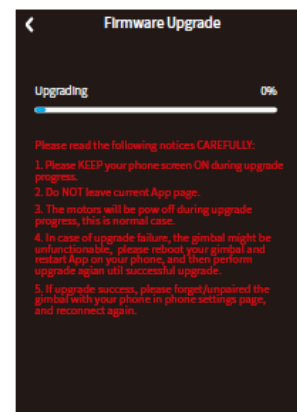 Firmware Upgrade
Upgrading 0%
Please read the following notices CAREFULLY:
1. Please KEEP your phone screen ON during upgrade
progress.
2. Do NOT leave current App page.
3. The motors will be pow off during upgrade
progress, this is normal case.
4. In case of upgrade failure, the gimbal might be
unfunctionable, please reboot your gimbal and
restart App on your phone, and then perform
upgrade agian util successful upgrade.
5. If upgrade success, please forget/unpaired the
gimbal with your phone in phone settings page,
and reconnect again.